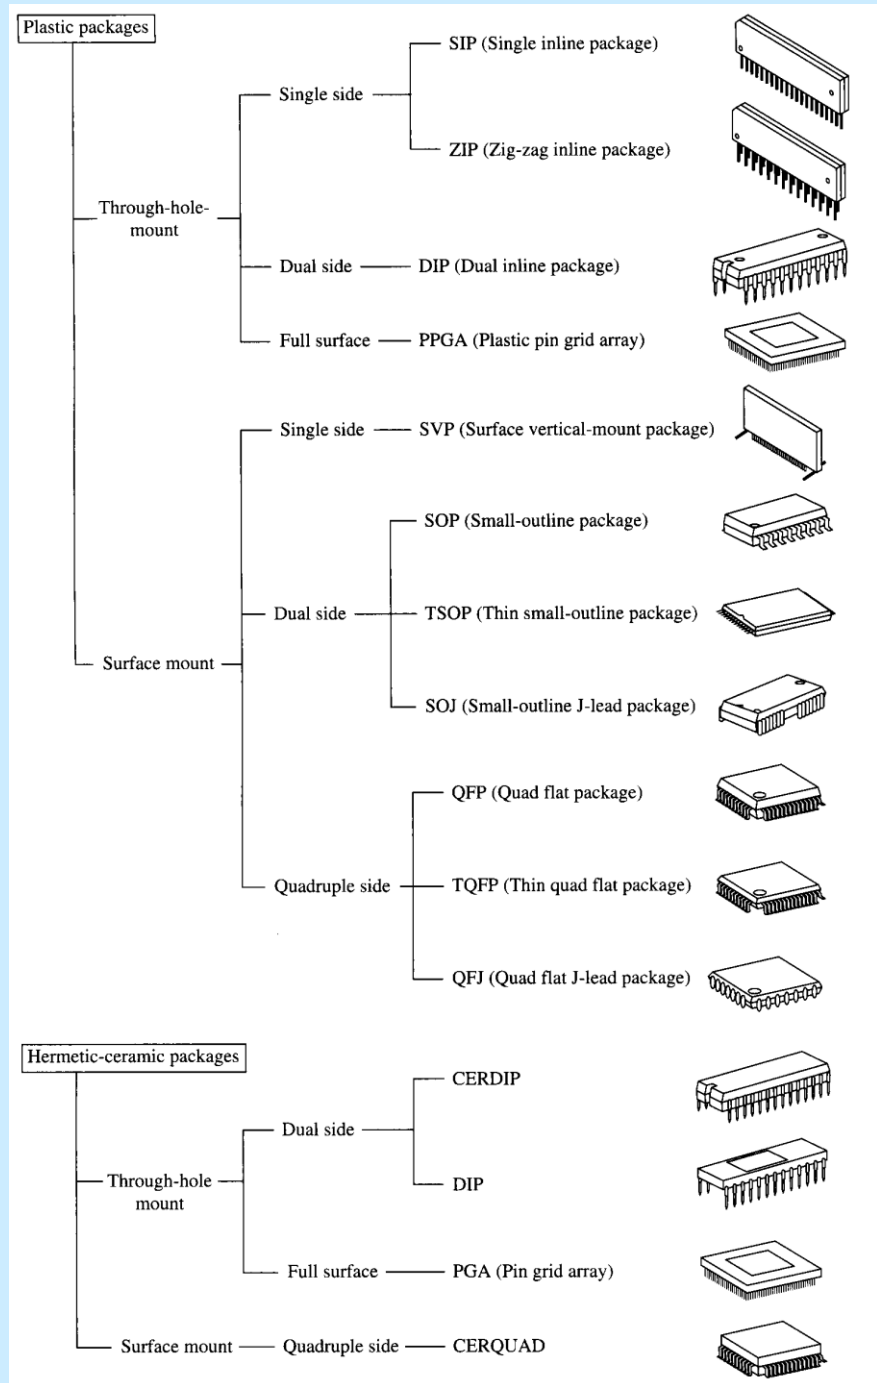 Plastic packages
SIP (Single inline package)
Single side
ZIP (Zig-zag inline package)
Through-hole-
mount
Dual side
DIP (Dual inline package)
Full surface
PPGA (Plastic pin grid array)
Single side
SVP (Surface vertical-mount package)
SOP (Small-outline package)
Dual side
TSOP (Thin small-outline package)
Surface mount
SOJ (Small-outline J-lead package)
QFP (Quad flat package)
Quadruple side
TQFP (Thin quad flat package)
QFJ (Quad flat J-lead package)
Hermetic-ceramic packages
CERDIP
Dual side
Through-hole
mount
DIP
Full surface
PGA (Pin grid array)
Surface mount
Quadruple side
CERQUAD